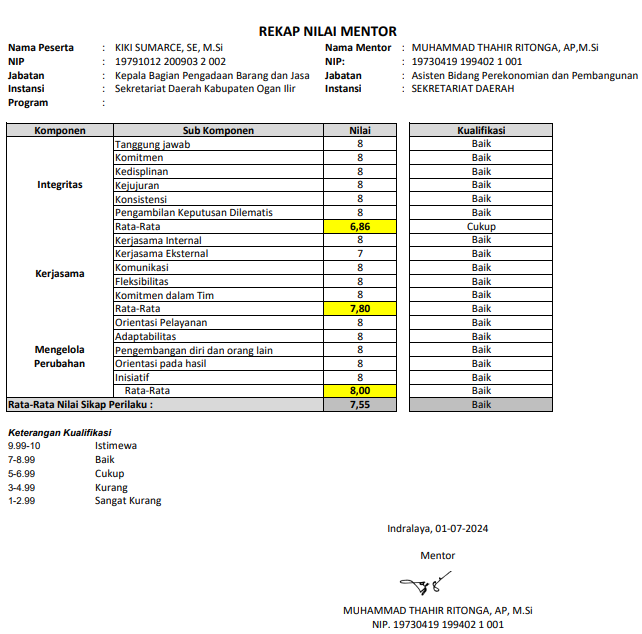 REKAP NILAI MENTOR
Nama Peserta : KIKI SUMARCE, SE, M.Si Nama Mentor : MUHAMMAD THAHIR RITONGA, AP,M.Si
NIP : 19791012 200903 2 002 NIP: : 19730419 199402 1 001
Jabatan : Kepala Bagian Pengadaan Barang dan Jasa Jabatan : Asisten Bidang Perekonomian dan Pembangunan
Instansi : Sekretariat Daerah Kabupaten Ogan Ilir Instansi : SEKRETARIAT DAERAH
Program :
Komponen Sub Komponen Nilai Kualifikasi
Tanggung jawab 8 Baik
Komitmen 8 Baik
Kedisplinan 8 Baik
Integritas Kejujuran 8 Baik
Konsistensi 8 Baik
Pengambilan Keputusan Dilematis 8 Baik
Rata-Rata 6,86 Cukup
Kerjasama Internal 8 Baik
Kerjasama Eksternal 7 Baik
Komunikasi 8 Baik
Kerjasama
Fleksibilitas 8 Baik
Komitmen dalam Tim 8 Baik
Rata-Rata 7,80 Baik
Orientasi Pelayanan 8 Baik
Adaptabilitas 8 Baik
Mengelola Pengembangan diri dan orang lain 8 Baik
Perubahan Orientasi pada hasil 8 Baik
Inisiatif 8 Baik
Rata-Rata 8,00 Baik
Rata-Rata Nilai Sikap Perilaku : 7,55 Baik
Keterangan Kualifikasi
9.99-10 Istimewa
7-8.99 Baik
5-6.99 Cukup
3-4.99 Kurang
1-2.99 Sangat Kurang
Indralaya, 01-07-2024
Mentor
MUHAMMAD THAHIR RITONGA, AP, M.Si
NIP. 19730419 199402 1 001